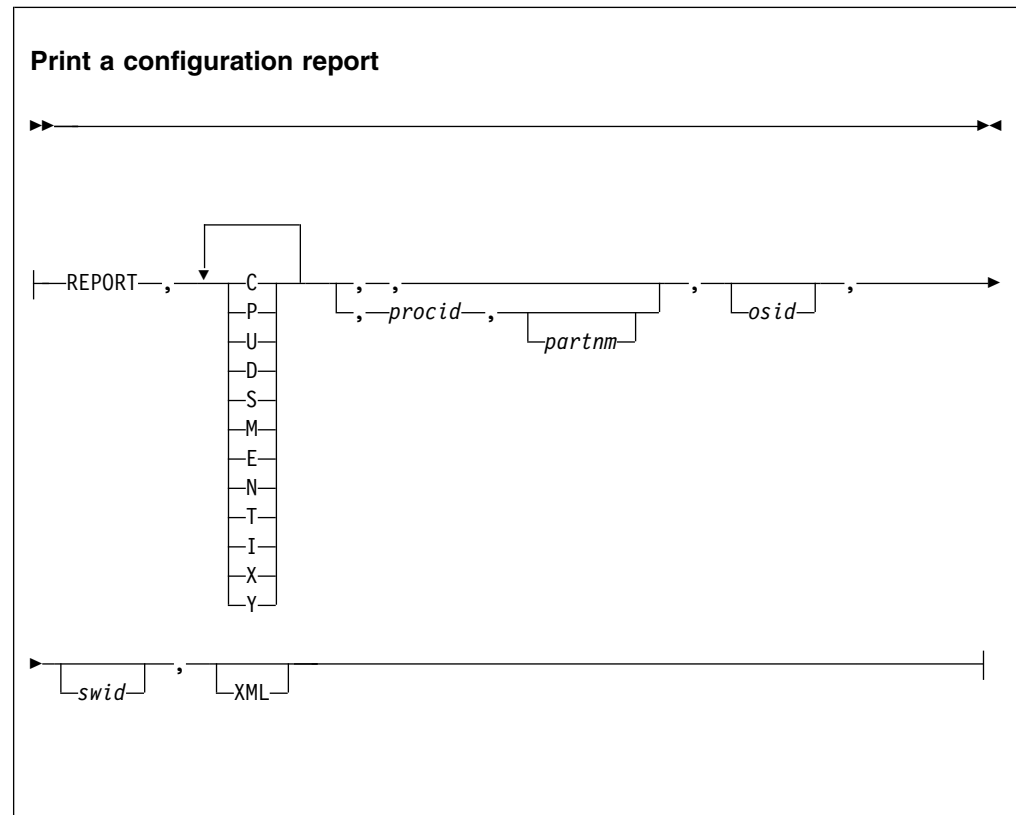 Print a configuration report
REPORT , C , , , osid ,
P , procid , partnm
U
D
S
M
E
N
T
I
X
Y
swid , XML